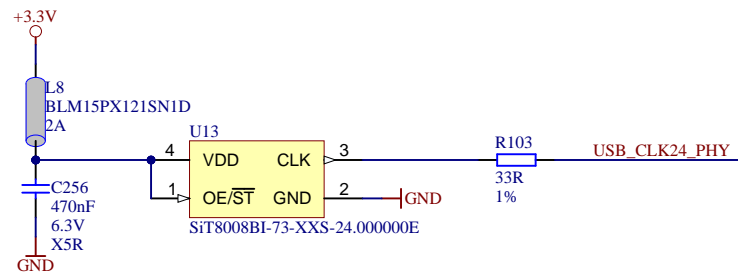 +3.3V
L8
BLM15PX121SN1D
2A
U13
4 VDD CLK 3
1 OE/ST GND 2
GND
SiT8008BI-73-XXS-24.000000E
R103
33R
1%
USB_CLK24_PHY
C256
470nF
6.3V
X5R
GND